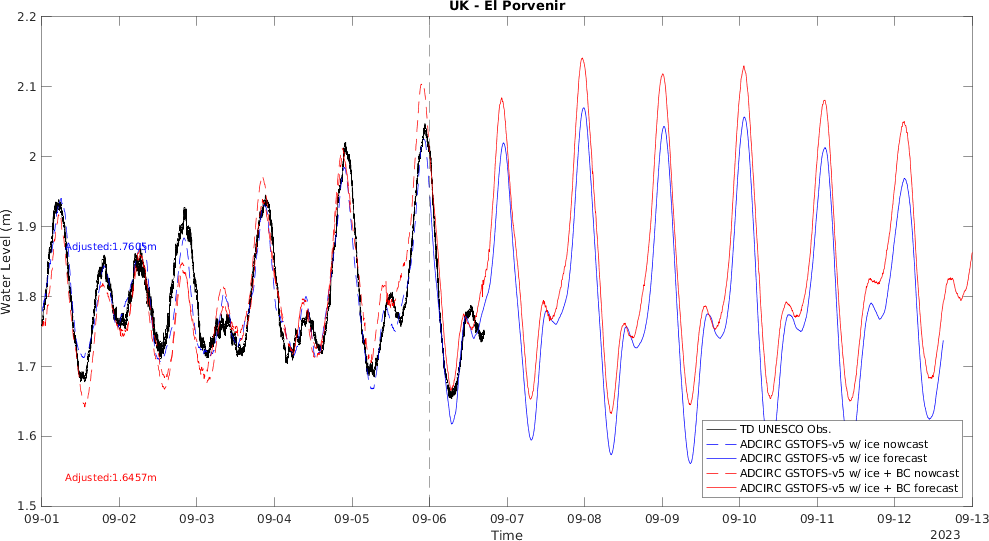 UK - El Porvenir
Water Level (m)
2.2
2.1
2
1.9
1.8
1.7
1.6
1.5
Adjusted:1.7605m
Adjusted:1.6457m
TD UNESCO Obs.
ADCIRC GSTOFS-v5 w/ ice nowcast
ADCIRC GSTOFS-v5 w/ ice forecast
ADCIRC GSTOFS-v5 w/ ice + BC nowcast
ADCIRC GSTOFS-v5 w/ ice + BC forecast
09-01 09-02 09-03 09-04 09-05 09-06 09-07 09-08 09-09 09-10 09-11 09-12 09-13
Time
2023